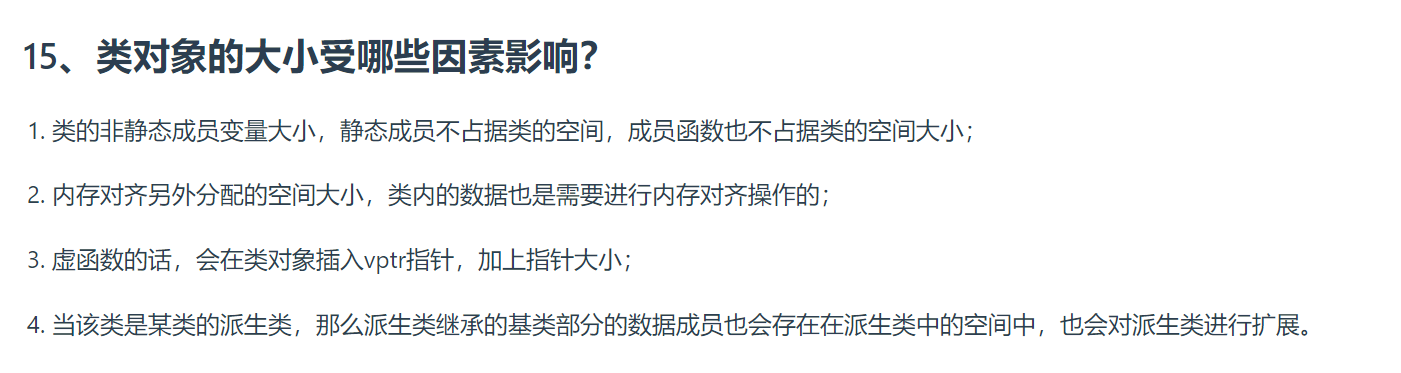 15、类对象的大小受哪些因素影响？
1. 类的非静态成员变量大小，静态成员不占据类的空间，成员函数也不占据类的空间大小；
2. 内存对齐另外分配的空间大小，类内的数据也是需要进行内存对齐操作的；
3. 虚函数的话，会在类对象插入vptr指针，加上指针大小；
4. 当该类是某类的派生类，那么派生类继承的基类部分的数据成员也会存在在派生类中的空间中，也会对派生类进行扩展。